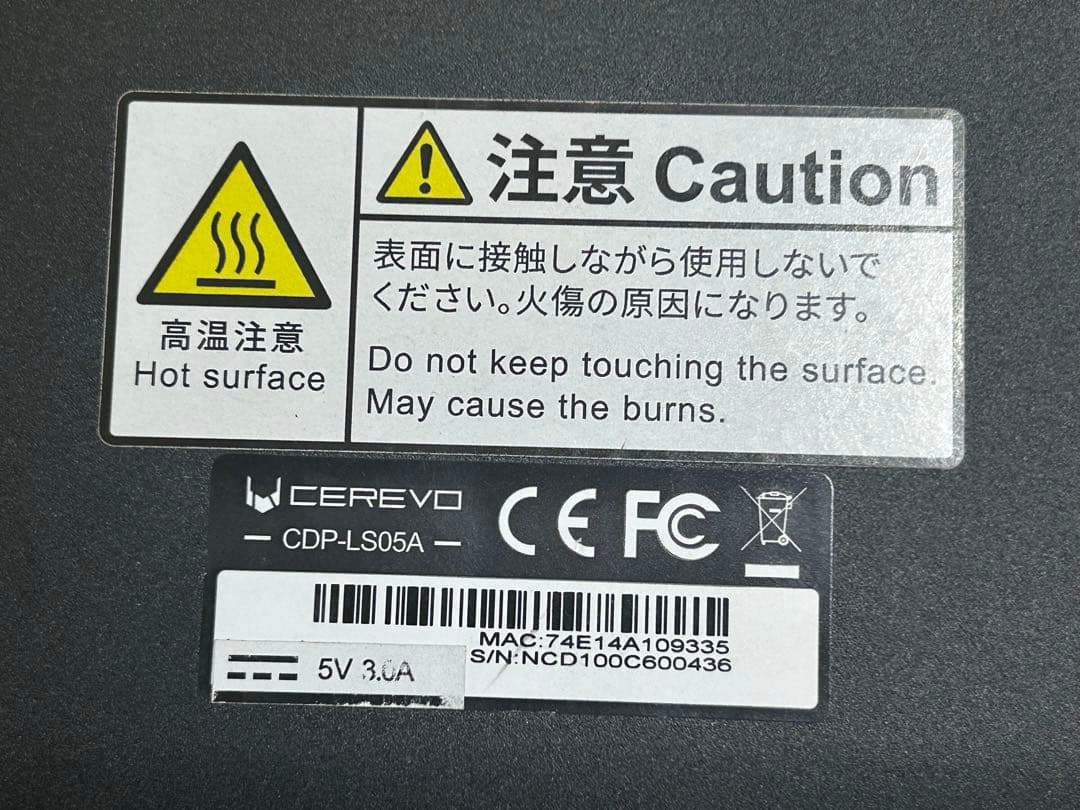 注意 Caution
高温注意
Hot surface
表面に接触しながら使用しないで
ください。火傷の原因になります。
Do not keep touching the surface.
May cause the burns.
CEREVO
CDP-LS05A
CE FC
MAC:74E14A109335
S/N:NCD100C600436
5V 3.0A